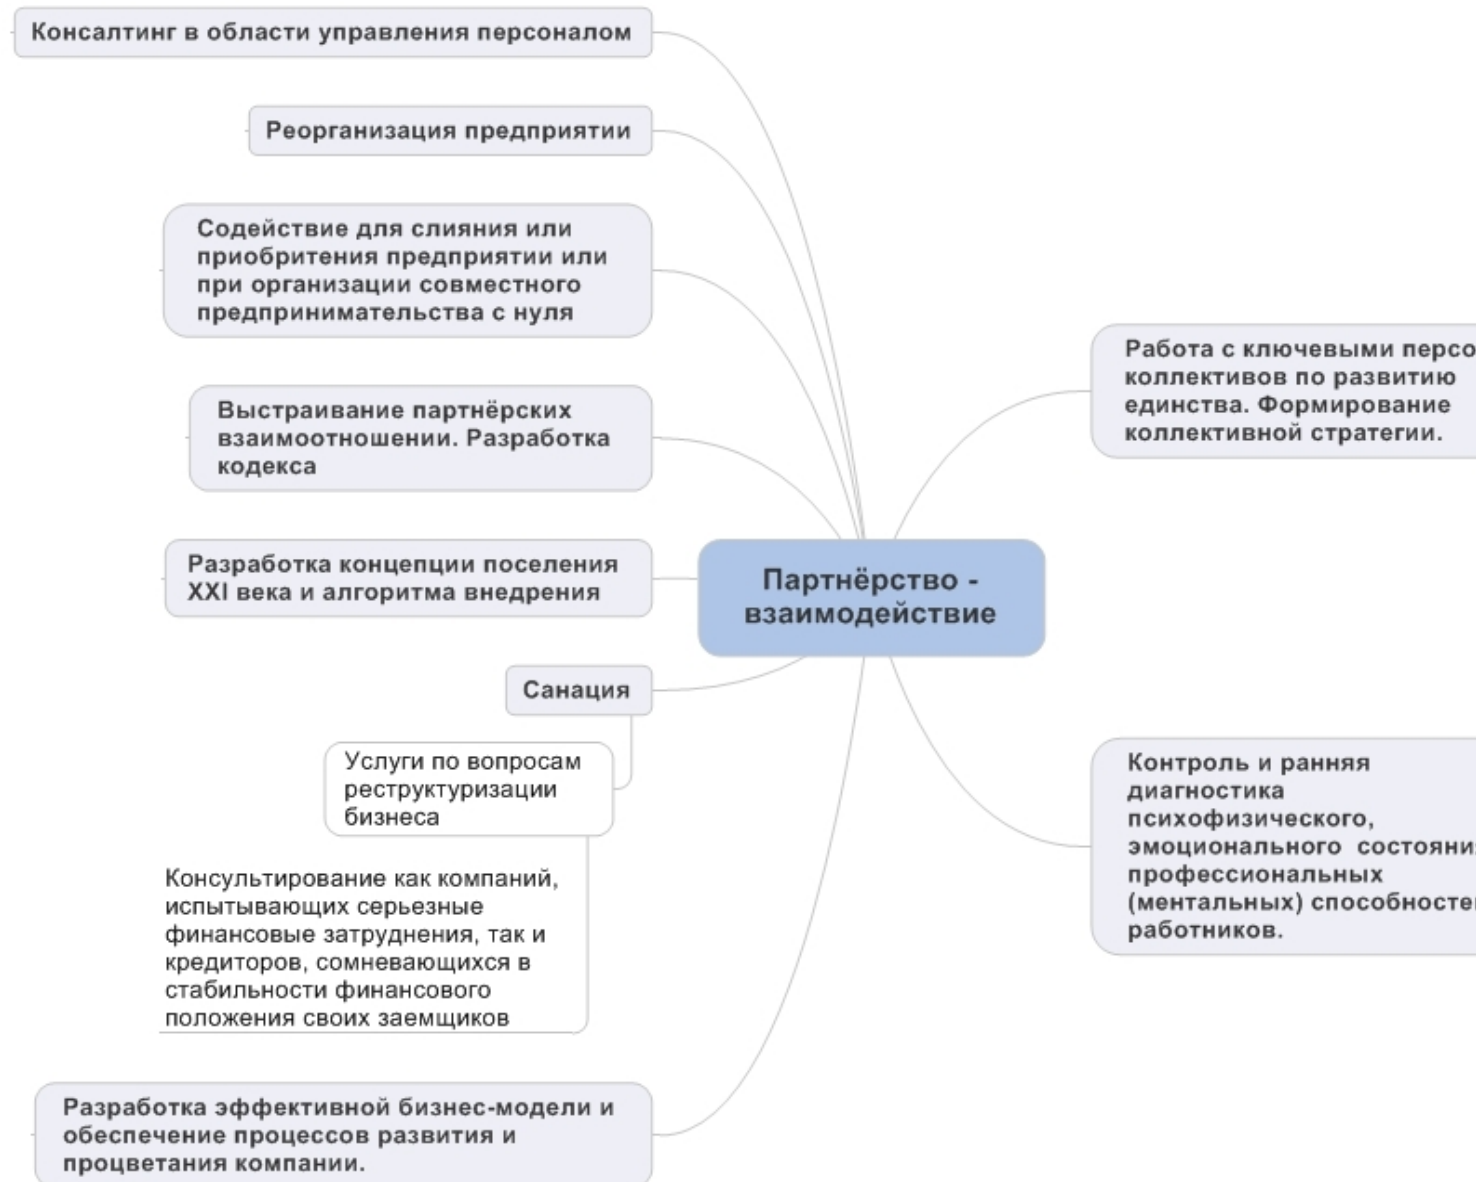 Консалтинг в области управления персоналом
Реорганизация предприятии
Содействие для слияния или
приобритения предприятии или
при организации совместного
предпринимательства с нуля
Выстраивание партнёрских
взаимоотношении. Разработка
кодекса
Разработка концепции поселения
XXI века и алгоритма внедрения
Санация
Услуги по вопросам
реструктуризации
бизнеса
Консультирование как компаний,
испытывающих серьезные
финансовые затруднения, так и
кредиторов, сомневающихся в
стабильности финансового
положения своих заемщиков
Разработка эффективной бизнес-модели и
обеспечение процессов развития и
процветания компании.
Партнёрство -
взаимодействие
Работа с ключевыми
коллективов по развитию
единства. Формирование
коллективной стратегии.
Контроль и ранняя
диагностика
психофизического,
эмоционального
профессиональных
(ментальных)
работников.